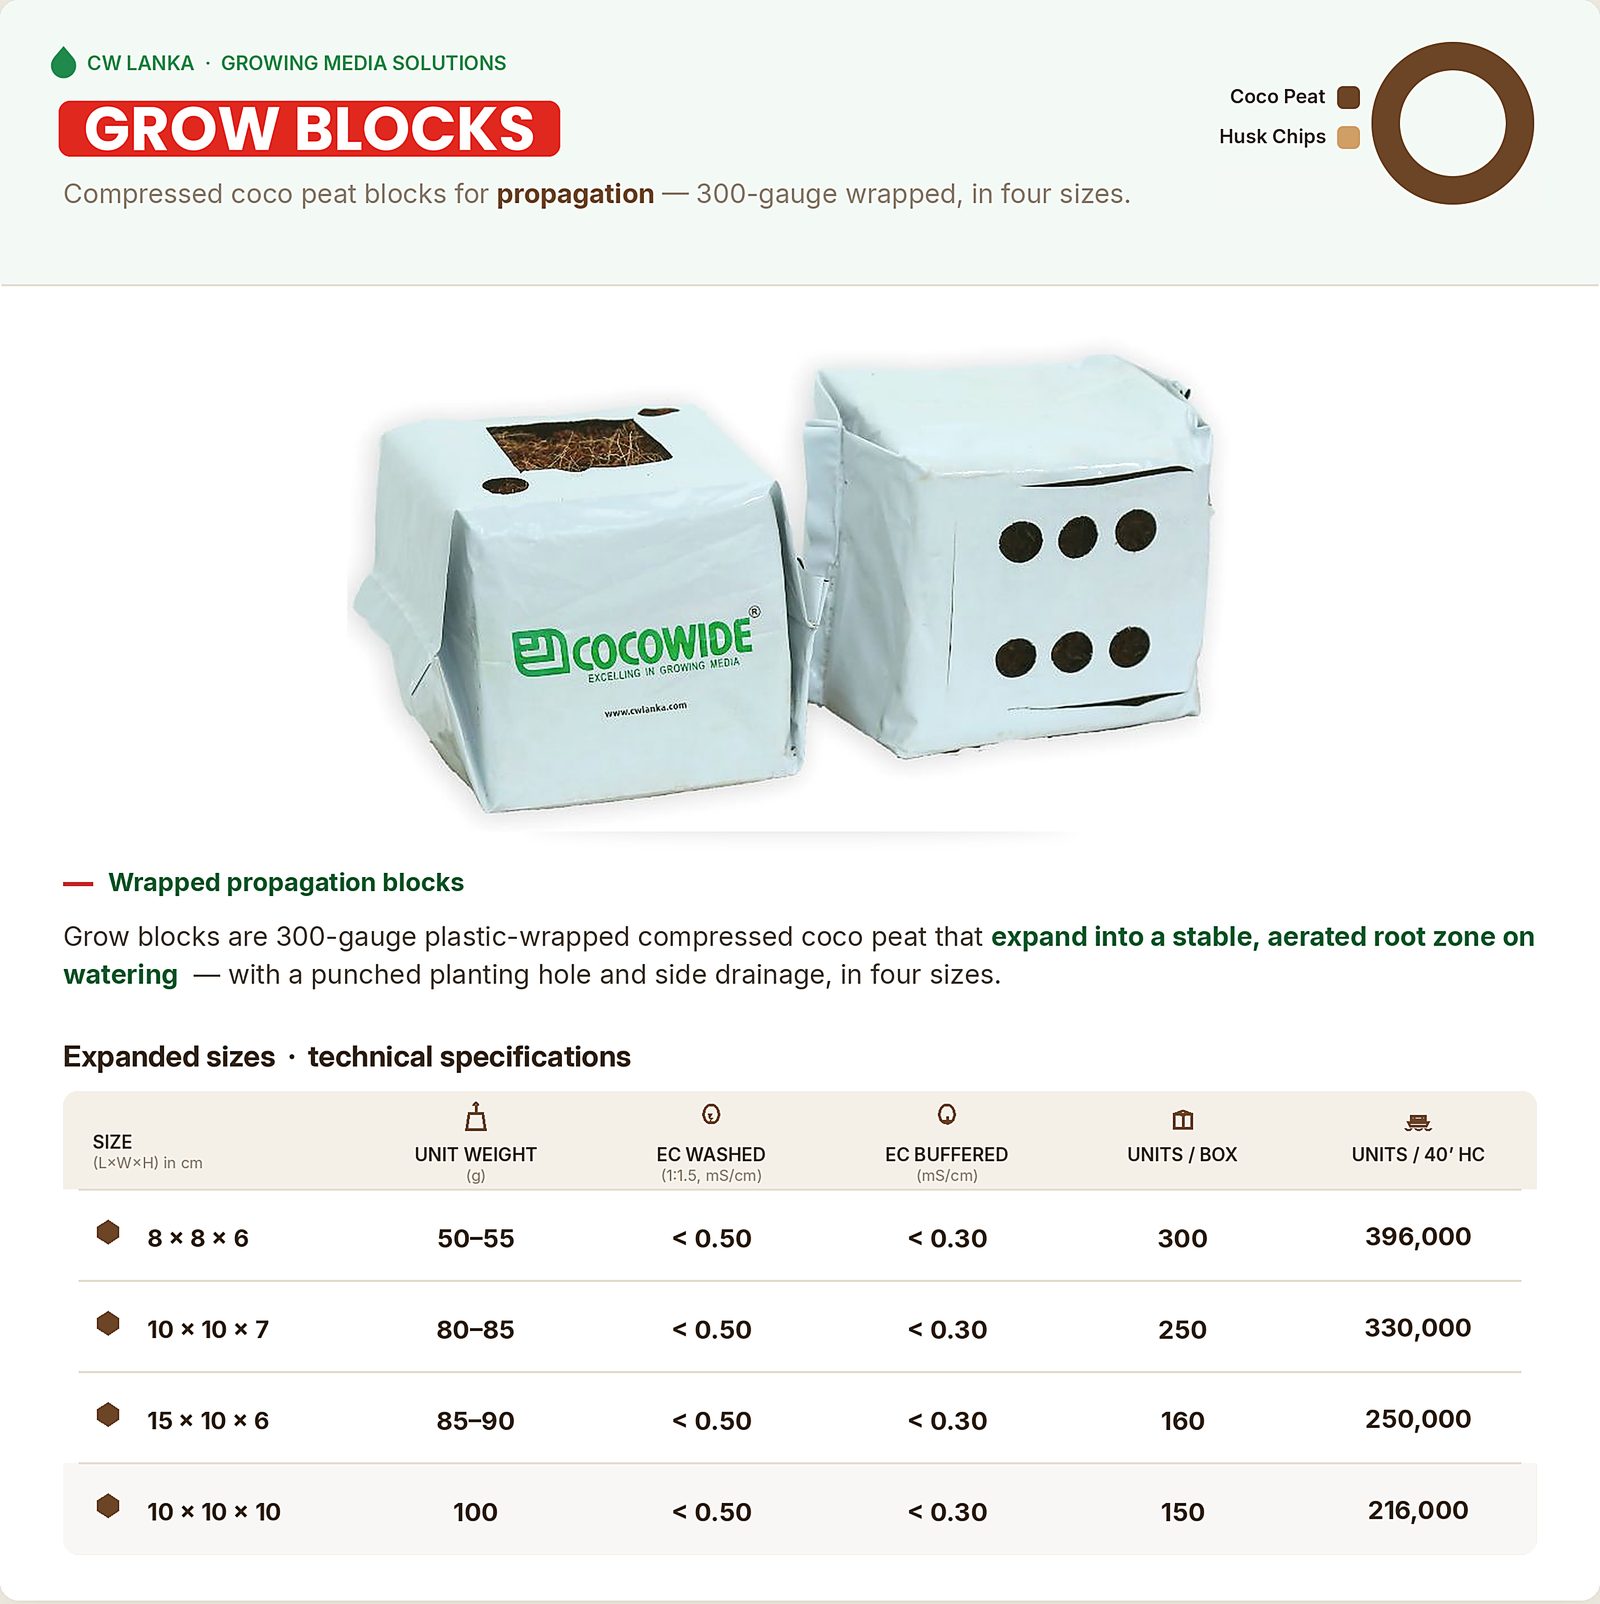 CW LANKA · GROWING MEDIA SOLUTIONS
GROW BLOCKS
Compressed coco peat blocks for propagation — 300-gauge wrapped, in four sizes.
Coco Peat
Husk Chips
COCOWIDE®
EXCELLING IN GROWING MEDIA
www.cwlanka.com
— Wrapped propagation blocks
Grow blocks are 300-gauge plastic-wrapped compressed coco peat that expand into a stable, aerated root zone on
watering — with a punched planting hole and side drainage, in four sizes.
Expanded sizes · technical specifications
SIZE UNIT WEIGHT EC WASHED EC BUFFERED UNITS / BOX UNITS / 40′ HC
(L×W×H) in cm (g) (1:1.5, mS/cm) (mS/cm)
8 × 8 × 6 50–55 < 0.50 < 0.30 300 396,000
10 × 10 × 7 80–85 < 0.50 < 0.30 250 330,000
15 × 10 × 6 85–90 < 0.50 < 0.30 160 250,000
10 × 10 × 10 100 < 0.50 < 0.30 150 216,000